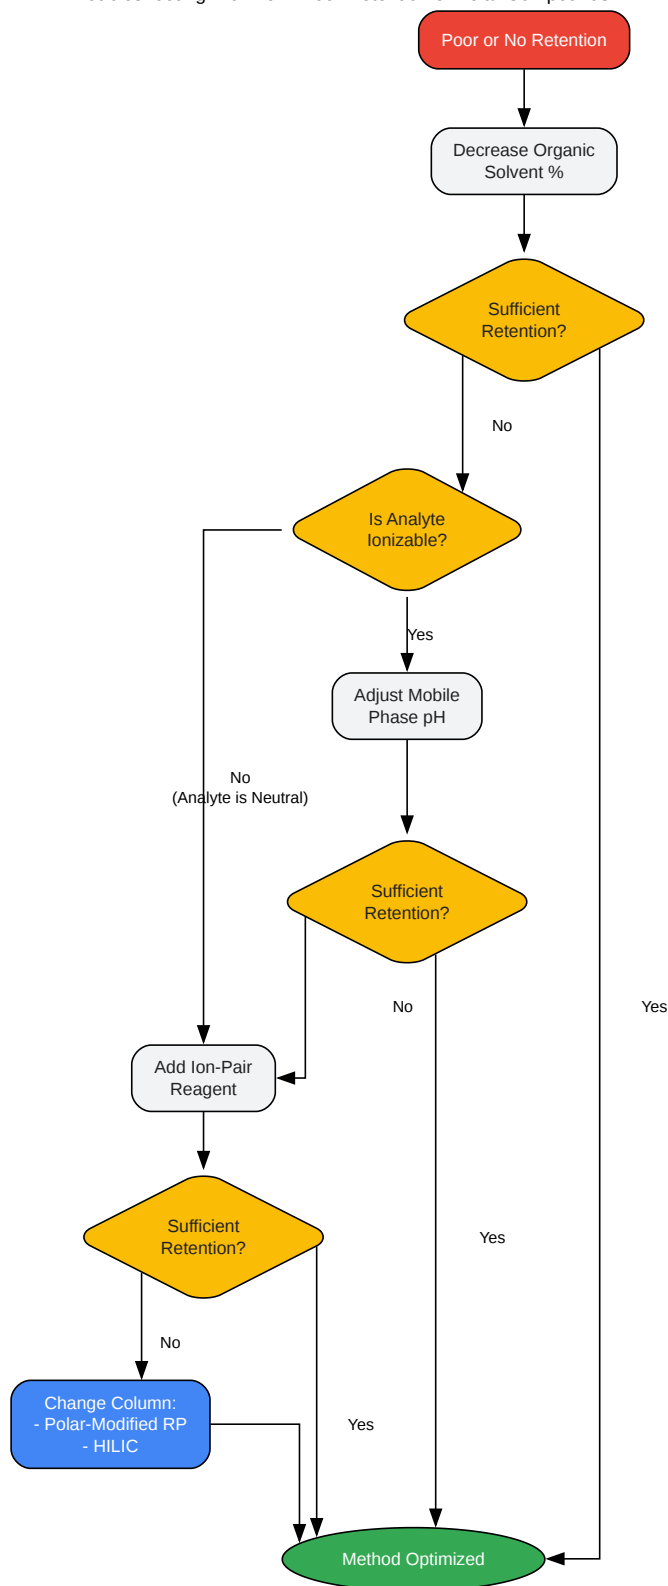 Poor or No Retention
Decrease Organic
Solvent %
Sufficient
Retention?
No
Is Analyte
Ionizable?
Yes
Adjust Mobile
Phase pH
No
(Analyte is Neutral)
Sufficient
Retention?
No
Yes
Add Ion-Pair
Reagent
Sufficient
Retention?
Yes
No
Change Column:
- Polar-Modified RP
- HILIC
Yes
Method Optimized